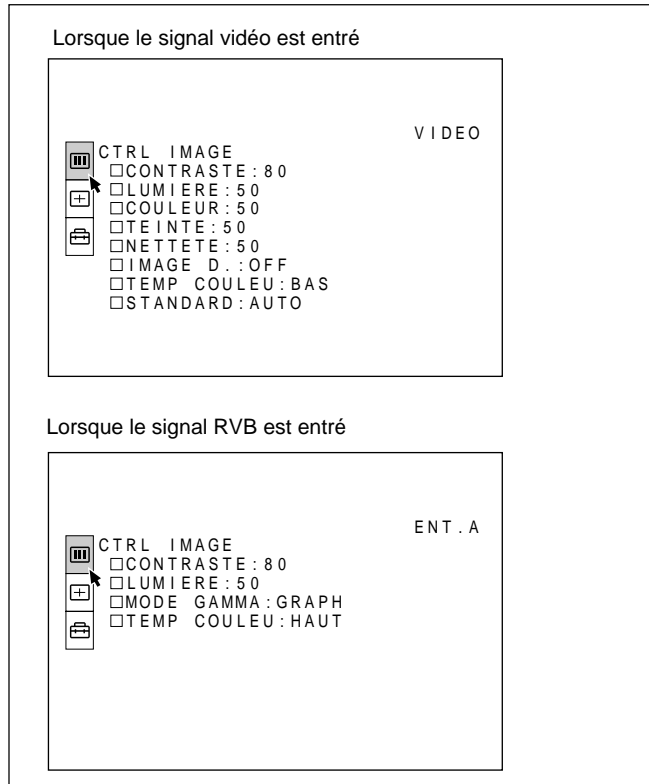 Lorsque le signal vidéo est entré
VIDEO
CTRL IMAGE
□CONTRASTE:80
□LUMIERE:50
□COULEUR:50
□TEINTE:50
□NETTETE:50
□IMAGE D.:OFF
□TEMP COULEU:BAS
□STANDARD:AUTO
Lorsque le signal RVB est entré
ENT.A
CTRL IMAGE
□CONTRASTE:80
□LUMIERE:50
□MODE GAMMA:GRAPH
□TEMP COULEU:HAUT